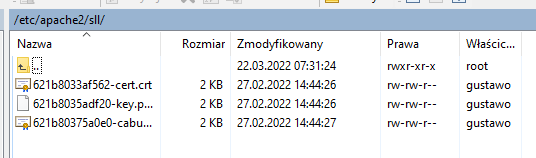 /etc/apache2/sll/
Nazwa Rozmiar Zmodyfikowany Prawa Właścic...
.. 22.03.2022 07:31:24 rwxr-xr-x root
621b8033af562-cert.crt 2 KB 27.02.2022 14:44:26 rw-rw-r-- gustawo
621b8035adf20-key.p... 2 KB 27.02.2022 14:44:26 rw-rw-r-- gustawo
621b80375a0e0-cabu... 2 KB 27.02.2022 14:44:27 rw-rw-r-- gustawo